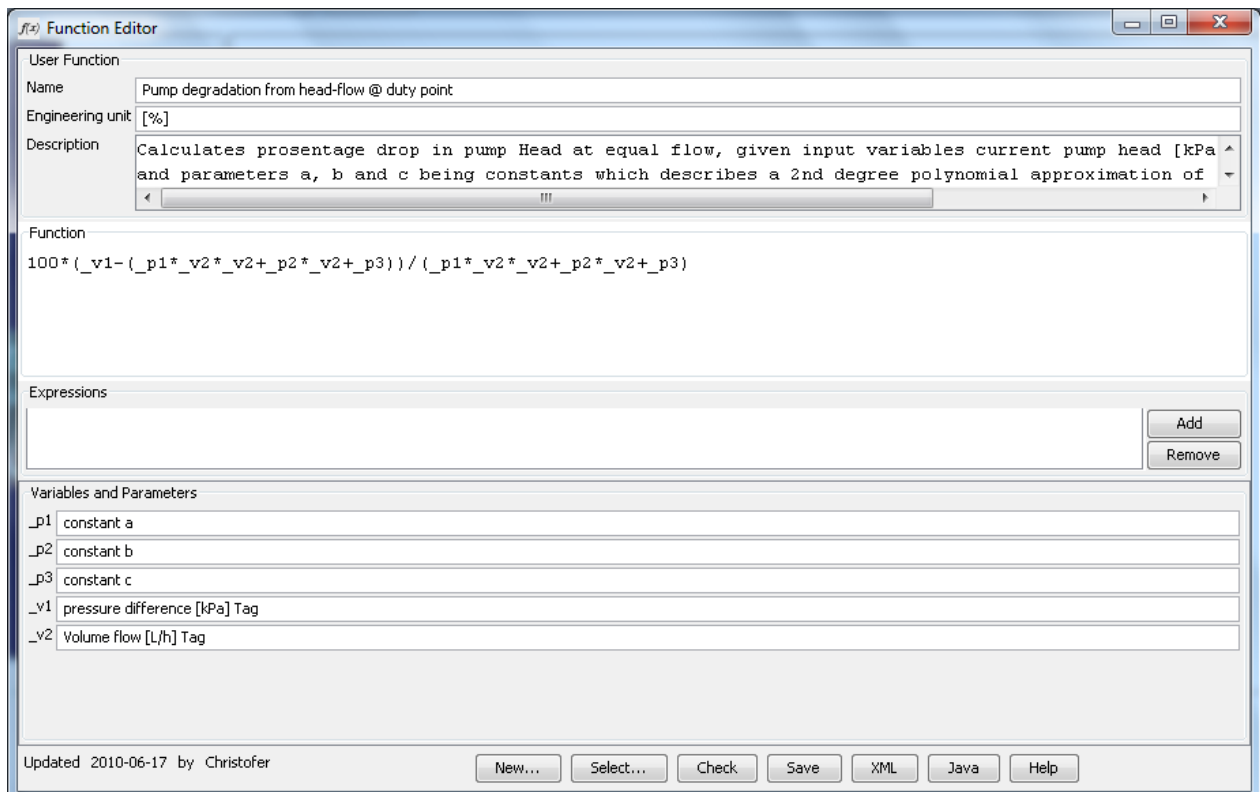 f(x) Function Editor
User Function
Name Pump degradation from head-flow @ duty point
Engineering unit [%]
Description Calculates prosentage drop in pump Head at equal flow, given input variables current pump head [kPa
and parameters a, b and c being constants which describes a 2nd degree polynomial approximation of
Function
100*(_v1-(_p1*_v2*_v2+_p2*_v2+_p3))/(_p1*_v2*_v2+_p2*_v2+_p3)
Expressions
Add
Remove
Variables and Parameters
_p1 constant a
_p2 constant b
_p3 constant c
_v1 pressure difference [kPa] Tag
_v2 Volume flow [L/h] Tag
Updated 2010-06-17 by Christofer New... Select... Check Save XML Java Help